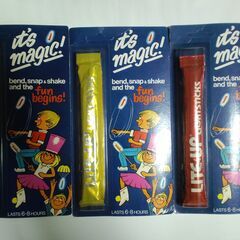 it's
magic!
bend, snap & shake
and the fun
begins!
LASTS 6-8 HOURS
it's
magic!
bend, snap & shake
and the fun
begins!
LASTS 6-8 HOURS
it's
magic!
bend, snap & shake
and the fun
begins!
LITE-UP
LIGHTSTICKS
LASTS 6-8 HOURS